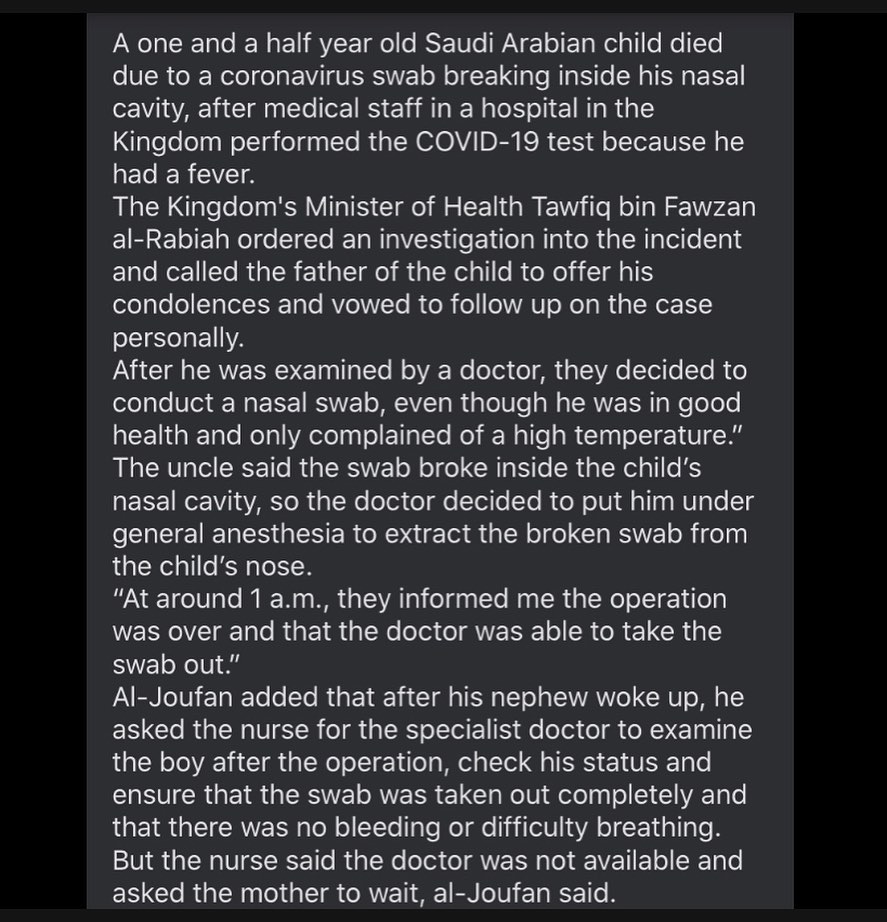 A one and a half year old Saudi Arabian child died
due to a coronavirus swab breaking inside his nasal
cavity, after medical staff in a hospital in the
Kingdom performed the COVID-19 test because he
had a fever.
The Kingdom's Minister of Health Tawfiq bin Fawzan
al-Rabiah ordered an investigation into the incident
and called the father of the child to offer his
condolences and vowed to follow up on the case
personally.
After he was examined by a doctor, they decided to
conduct a nasal swab, even though he was in good
health and only complained of a high temperature.”
The uncle said the swab broke inside the child’s
nasal cavity, so the doctor decided to put him under
general anesthesia to extract the broken swab from
the child’s nose.
“At around 1 a.m., they informed me the operation
was over and that the doctor was able to take the
swab out.”
Al-Joufan added that after his nephew woke up, he
asked the nurse for the specialist doctor to examine
the boy after the operation, check his status and
ensure that the swab was taken out completely and
that there was no bleeding or difficulty breathing.
But the nurse said the doctor was not available and
asked the mother to wait, al-Joufan said.